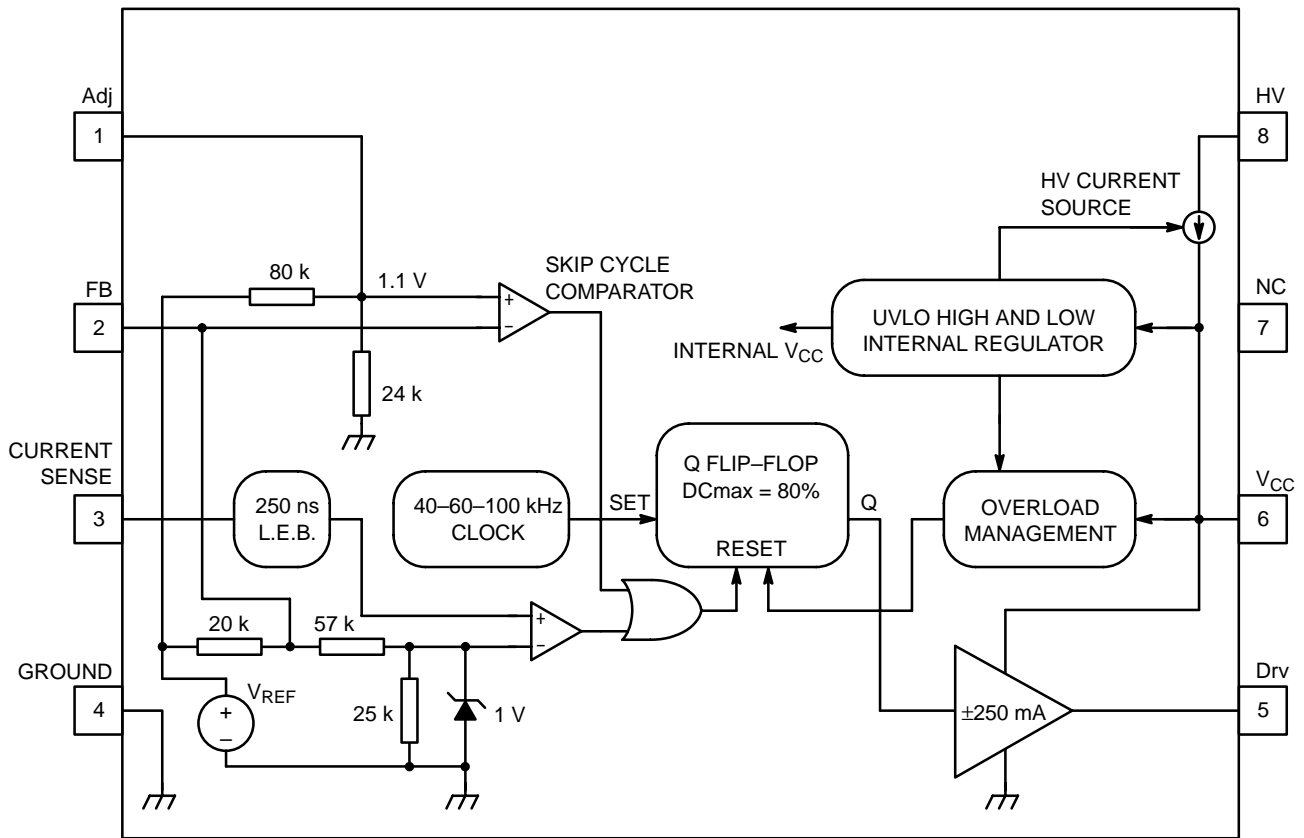 Adj
1
HV
8
HV CURRENT
SOURCE
80 k
1.1 V
SKIP CYCLE
COMPARATOR
+
−
FB
2
NC
7
UVLO HIGH AND LOW
INTERNAL REGULATOR
INTERNAL VCC
24 k
CURRENT
SENSE
3
250 ns
L.E.B.
40–60–100 kHz
CLOCK
SET
Q FLIP–FLOP
DCmax = 80%
RESET
Q
OVERLOAD
MANAGEMENT
VCC
6
20 k
57 k
+
−
GROUND
4
VREF
+
−
25 k
1 V
±250 mA
Drv
5